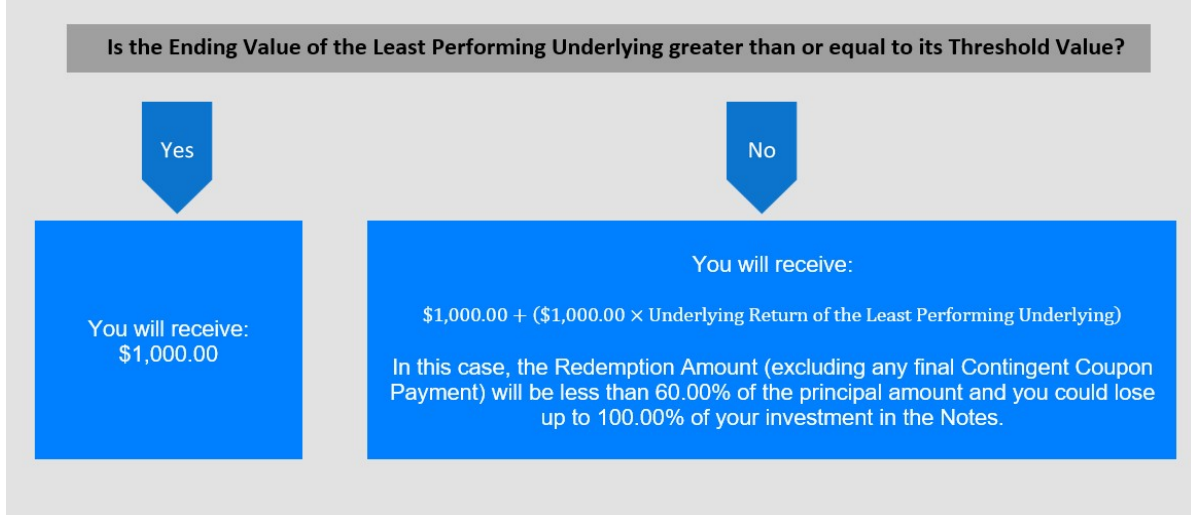 Is the Ending Value of the Least Performing Underlying greater than or equal to its Threshold Value?
Yes
No
You will receive:
$1,000.00
You will receive:
$1,000.00 + ($1,000.00 × Underlying Return of the Least Performing Underlying)
In this case, the Redemption Amount (excluding any final Contingent Coupon
Payment) will be less than 60.00% of the principal amount and you could lose
up to 100.00% of your investment in the Notes.